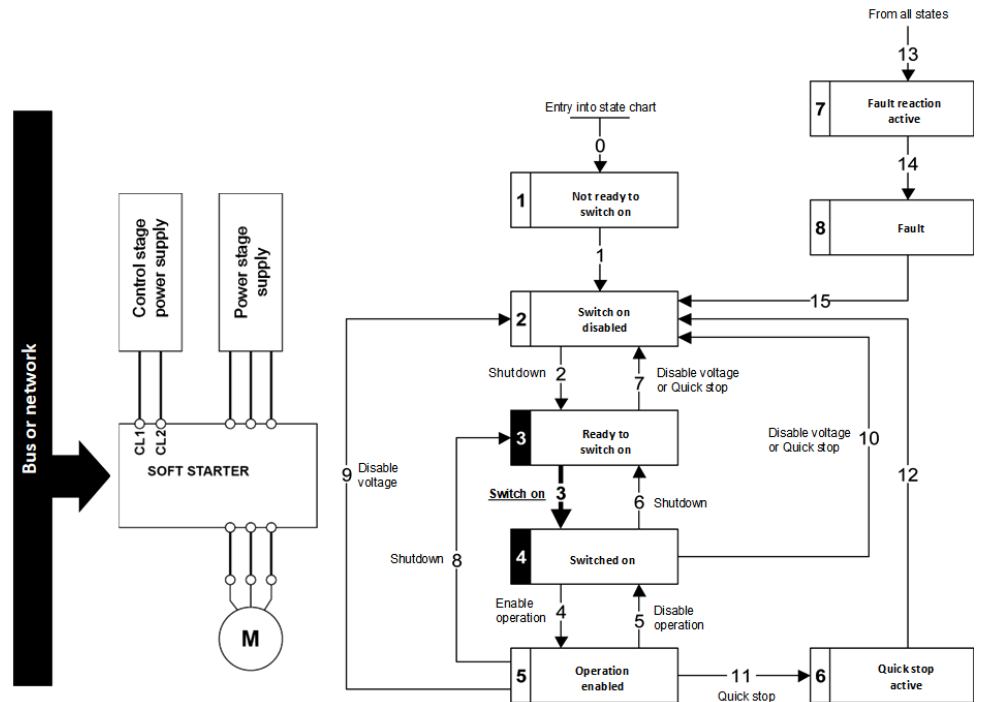 From all states
13
7
Fault reaction
active
14
8
Fault
15
Entry into state chart
0
1
Not ready to
switch on
1
2
Switch on
disabled
Shutdown
2
7
Disable voltage
or Quick stop
3
Ready to
switch on
Switch on
3
6
Shutdown
4
Switched on
Enable
operation
4
5
Disable
operation
5
Operation
enabled
11
Quick stop
6
Quick stop
active
9
Disable
voltage
Shutdown
8
Disable voltage
or Quick stop
10
12
Bus or network
Control stage
power supply
Power stage
supply
CL1
CL2
SOFT STARTER
M